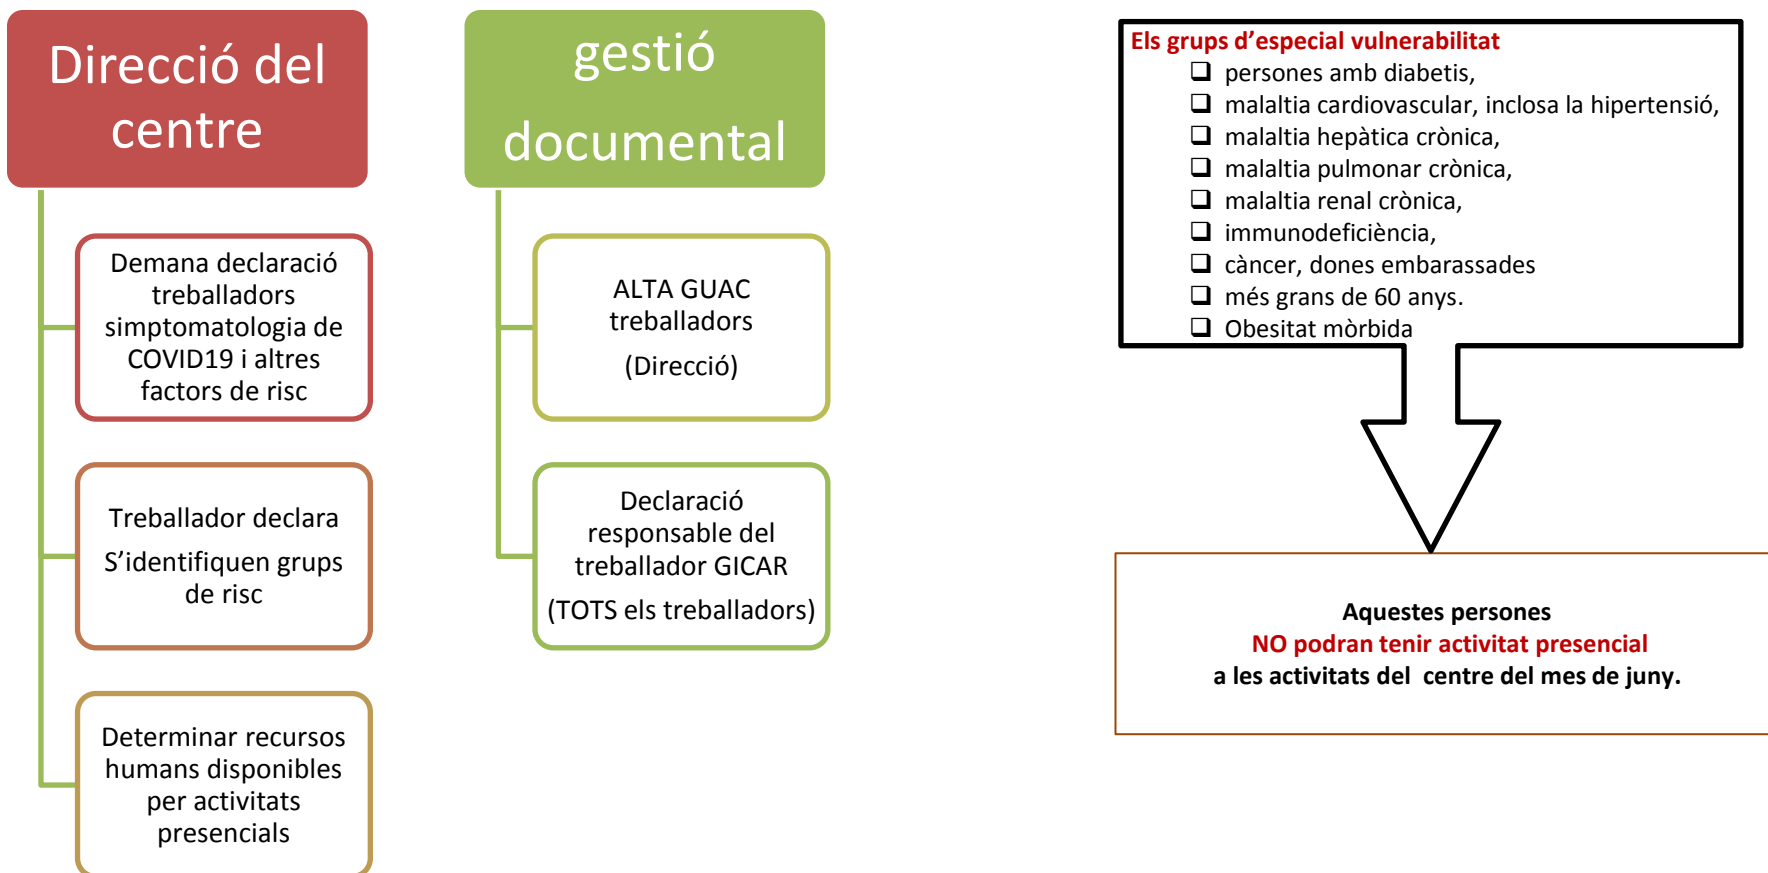 Direcció del
centre
Demana declaració
treballadors
simptomatologia de
COVID19 i altres
factors de risc
Treballador declara
S’identifiquen grups
de risc
Determinar recursos
humans disponibles
per activitats
presencials
gestió
documental
ALTA GUAC
treballadors
(Direcció)
Declaració
responsable del
treballador GICAR
(TOTS els treballadors)
Els grups d’especial vulnerabilitat
❑ persones amb diabetis,
❑ malaltia cardiovascular, inclosa la hipertensió,
❑ malaltia hepàtica crònica,
❑ malaltia pulmonar crònica,
❑ malaltia renal crònica,
❑ immunodeficiència,
❑ càncer, dones embarassades
❑ més grans de 60 anys.
❑ Obesitat mòrbida
Aquestes persones
NO podran tenir activitat presencial
a les activitats del centre del mes de juny.